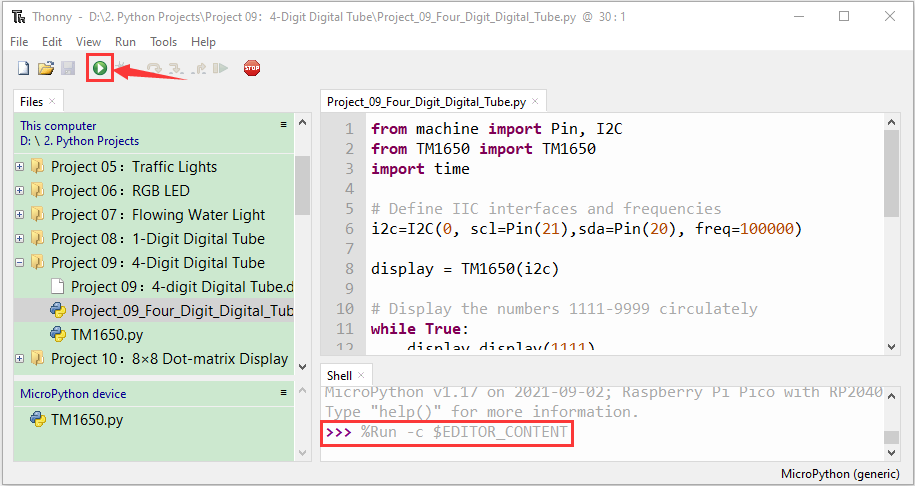 Thonny - D:\2. Python Projects\Project 09：4-Digit Digital Tube\Project_09_Four_Digit_Digital_Tube.py @ 30 : 1
File Edit View Run Tools Help
STOP
Files
This computer
D: \ 2. Python Projects
Project 05：Traffic Lights
Project 06：RGB LED
Project 07：Flowing Water Light
Project 08：1-Digit Digital Tube
Project 09：4-Digit Digital Tube
Project 09：4-digit Digital Tube.d
Project_09_Four_Digit_Digital_Tub
TM1650.py
Project 10：8×8 Dot-matrix Display
MicroPython device
TM1650.py
Project_09_Four_Digit_Digital_Tube.py
1 from machine import Pin, I2C
2 from TM1650 import TM1650
3 import time
4
5 # Define IIC interfaces and frequencies
6 i2c=I2C(0, scl=Pin(21),sda=Pin(20), freq=100000)
7
8 display = TM1650(i2c)
9
10 # Display the numbers 1111-9999 circulately
11 while True:
12 display.display(1111)
Shell
MicroPython v1.17 on 2021-09-02; Raspberry Pi Pico with RP2040
Type "help()" for more information.
>>> %Run -c $EDITOR_CONTENT
MicroPython (generic)